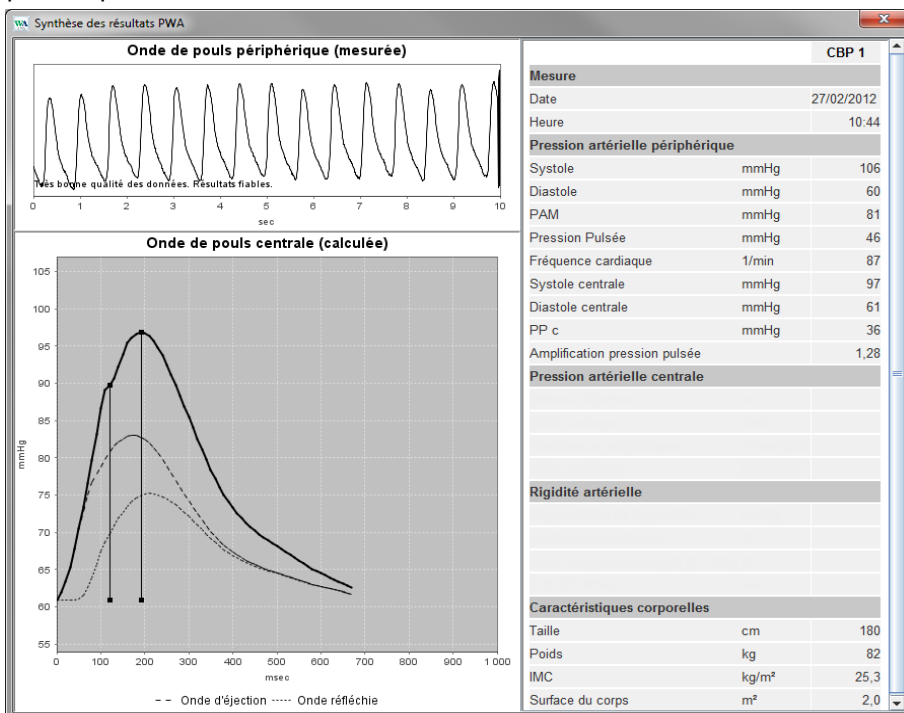 WA Synthèse des résultats PWA
Onde de pouls périphérique (mesurée)
Très bonne qualité des données. Résultats fiables.
0 1 2 3 4 5 6 7 8 9 10
sec
Onde de pouls centrale (calculée)
105
100
95
90
85
80
75
70
65
60
55
mmHg
0 100 200 300 400 500 600 700 800 900 1 000
msec
Onde d'éjection Onde réfléchie
CBP 1
Mesure
Date 27/02/2012
Heure 10:44
Pression artérielle périphérique
Systole mmHg 106
Diastole mmHg 60
PAM mmHg 81
Pression Pulsée mmHg 46
Fréquence cardiaque 1/min 87
Systole centrale mmHg 97
Diastole centrale mmHg 61
PP c mmHg 36
Amplification pression pulsée 1,28
Pression artérielle centrale
Rigidité artérielle
Caractéristiques corporelles
Taille cm 180
Poids kg 82
IMC kg/m² 25,3
Surface du corps m² 2,0